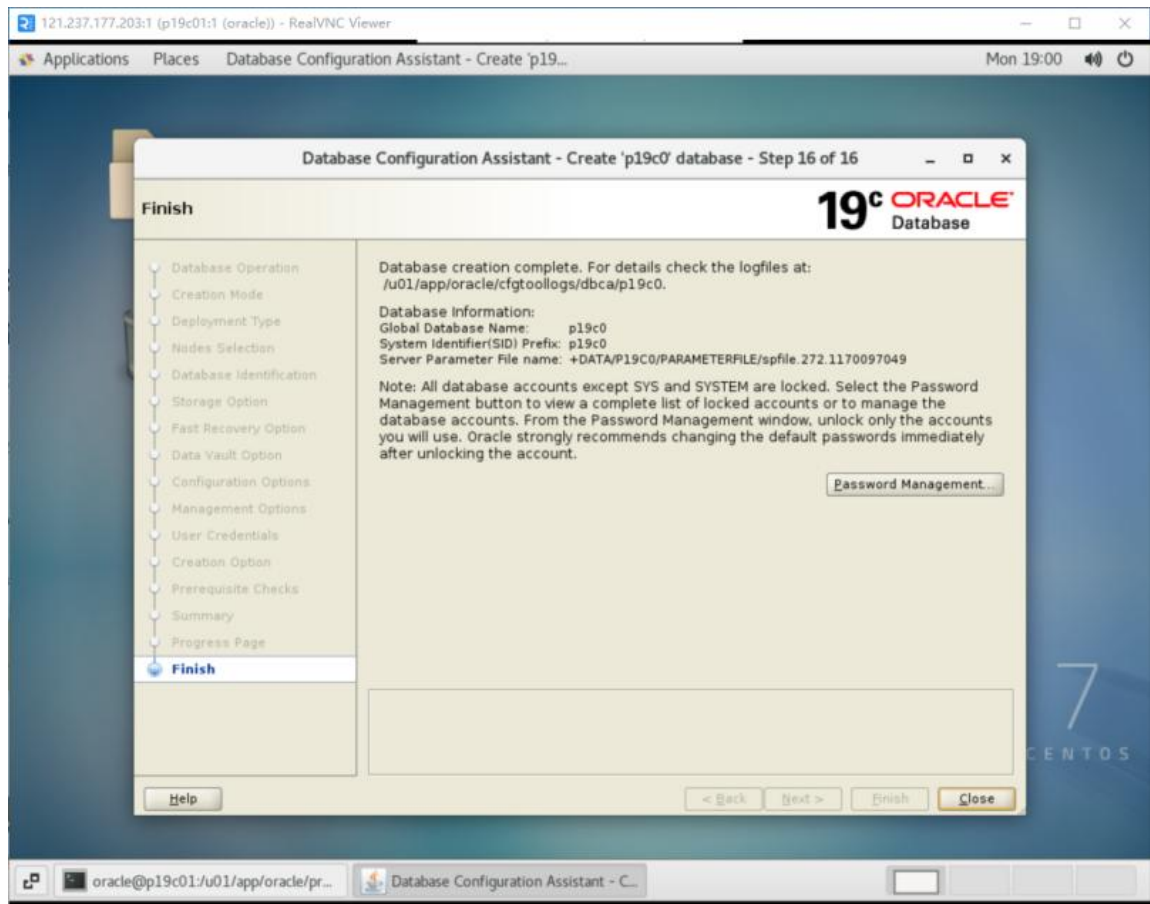 121.237.177.203:1 (p19c01:1 (oracle)) - RealVNC Viewer
Applications Places Database Configuration Assistant - Create 'p19... Mon 19:00
Database Configuration Assistant - Create 'p19c0' database - Step 16 of 16
Finish
19c ORACLE
Database
Database Operation
Creation Mode
Deployment Type
Nodes Selection
Database Identification
Storage Option
Fast Recovery Option
Data Vault Option
Configuration Options
Management Options
User Credentials
Creation Option
Prerequisite Checks
Summary
Progress Page
Finish
Database creation complete. For details check the logfiles at:
/u01/app/oracle/cfgtoollogs/dbca/p19c0.
Database Information:
Global Database Name: p19c0
System Identifier(SID) Prefix: p19c0
Server Parameter File name: +DATA/P19C0/PARAMETERFILE/spfile.272.1170097049
Note: All database accounts except SYS and SYSTEM are locked. Select the Password
Management button to view a complete list of locked accounts or to manage the
database accounts. From the Password Management window, unlock only the accounts
you will use. Oracle strongly recommends changing the default passwords immediately
after unlocking the account.
Password Management...
7
CENTOS
Help < Back Next > Finish Close
oracle@p19c01:/u01/app/oracle/pr... Database Configuration Assistant - C...